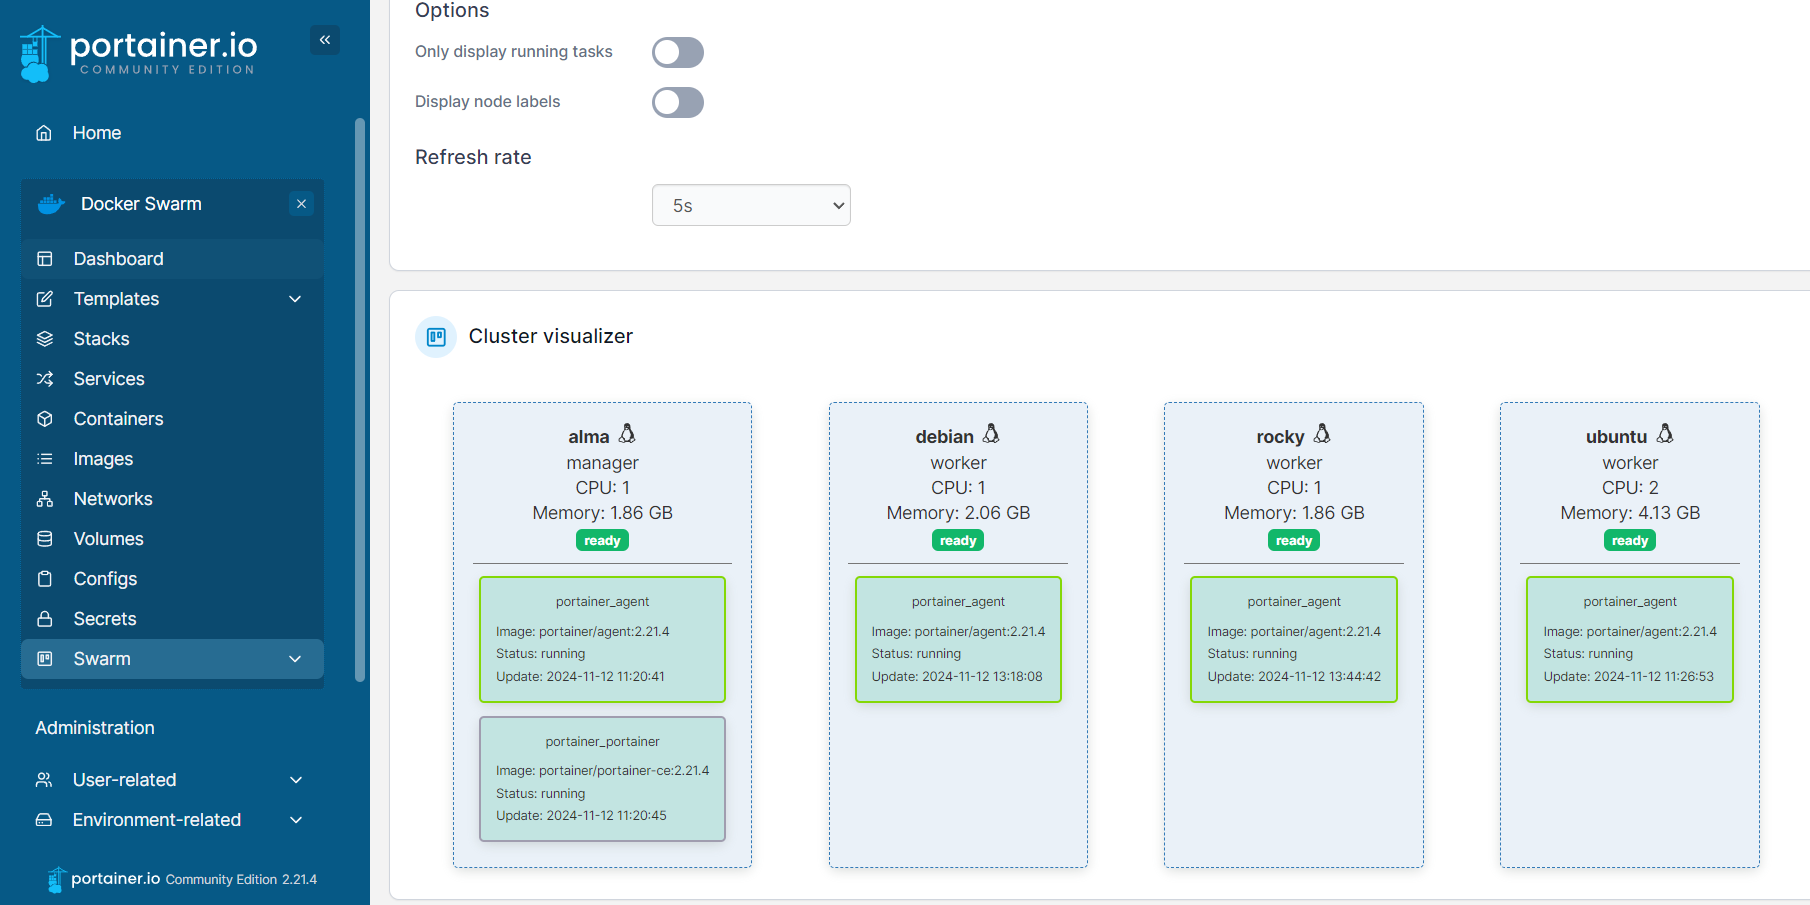 portainer.io
COMMUNITY EDITION
Home
Docker Swarm
Dashboard
Templates
Stacks
Services
Containers
Images
Networks
Volumes
Configs
Secrets
Swarm
Administration
User-related
Environment-related
portainer.io Community Edition 2.21.4
Options
Only display running tasks
Display node labels
Refresh rate
5s
Cluster visualizer
alma
manager
CPU: 1
Memory: 1.86 GB
ready
portainer_agent
Image: portainer/agent:2.21.4
Status: running
Update: 2024-11-12 11:20:41
portainer_portainer
Image: portainer/portainer-ce:2.21.4
Status: running
Update: 2024-11-12 11:20:45
debian
worker
CPU: 1
Memory: 2.06 GB
ready
portainer_agent
Image: portainer/agent:2.21.4
Status: running
Update: 2024-11-12 13:18:08
rocky
worker
CPU: 1
Memory: 1.86 GB
ready
portainer_agent
Image: portainer/agent:2.21.4
Status: running
Update: 2024-11-12 13:44:42
ubuntu
worker
CPU: 2
Memory: 4.13 GB
ready
portainer_agent
Image: portainer/agent:2.21.4
Status: running
Update: 2024-11-12 11:26:53